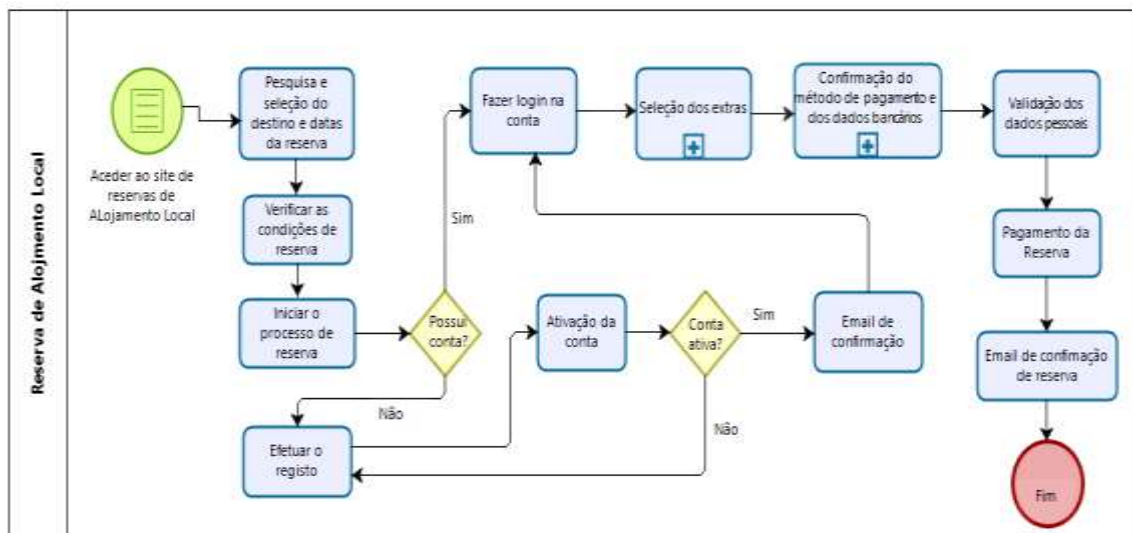 Reserva de Alojmento Local
Aceder ao site de
reservas de
ALojamento Local
Pesquisa e
seleção do
destino e datas
da reserva
Verificar as
condições de
reserva
Iniciar o
processo de
reserva
Possui
conta?
Sim
Não
Efetuar o
registo
Ativação da
conta
Conta
ativa?
Sim
Não
Email de
confirmação
Fazer login na
conta
Seleção dos extras
Confirmação do
método de pagamento e
dos dados bancários
Validação dos
dados pessoais
Pagamento da
Reserva
Email de confimação
de reserva
Fim